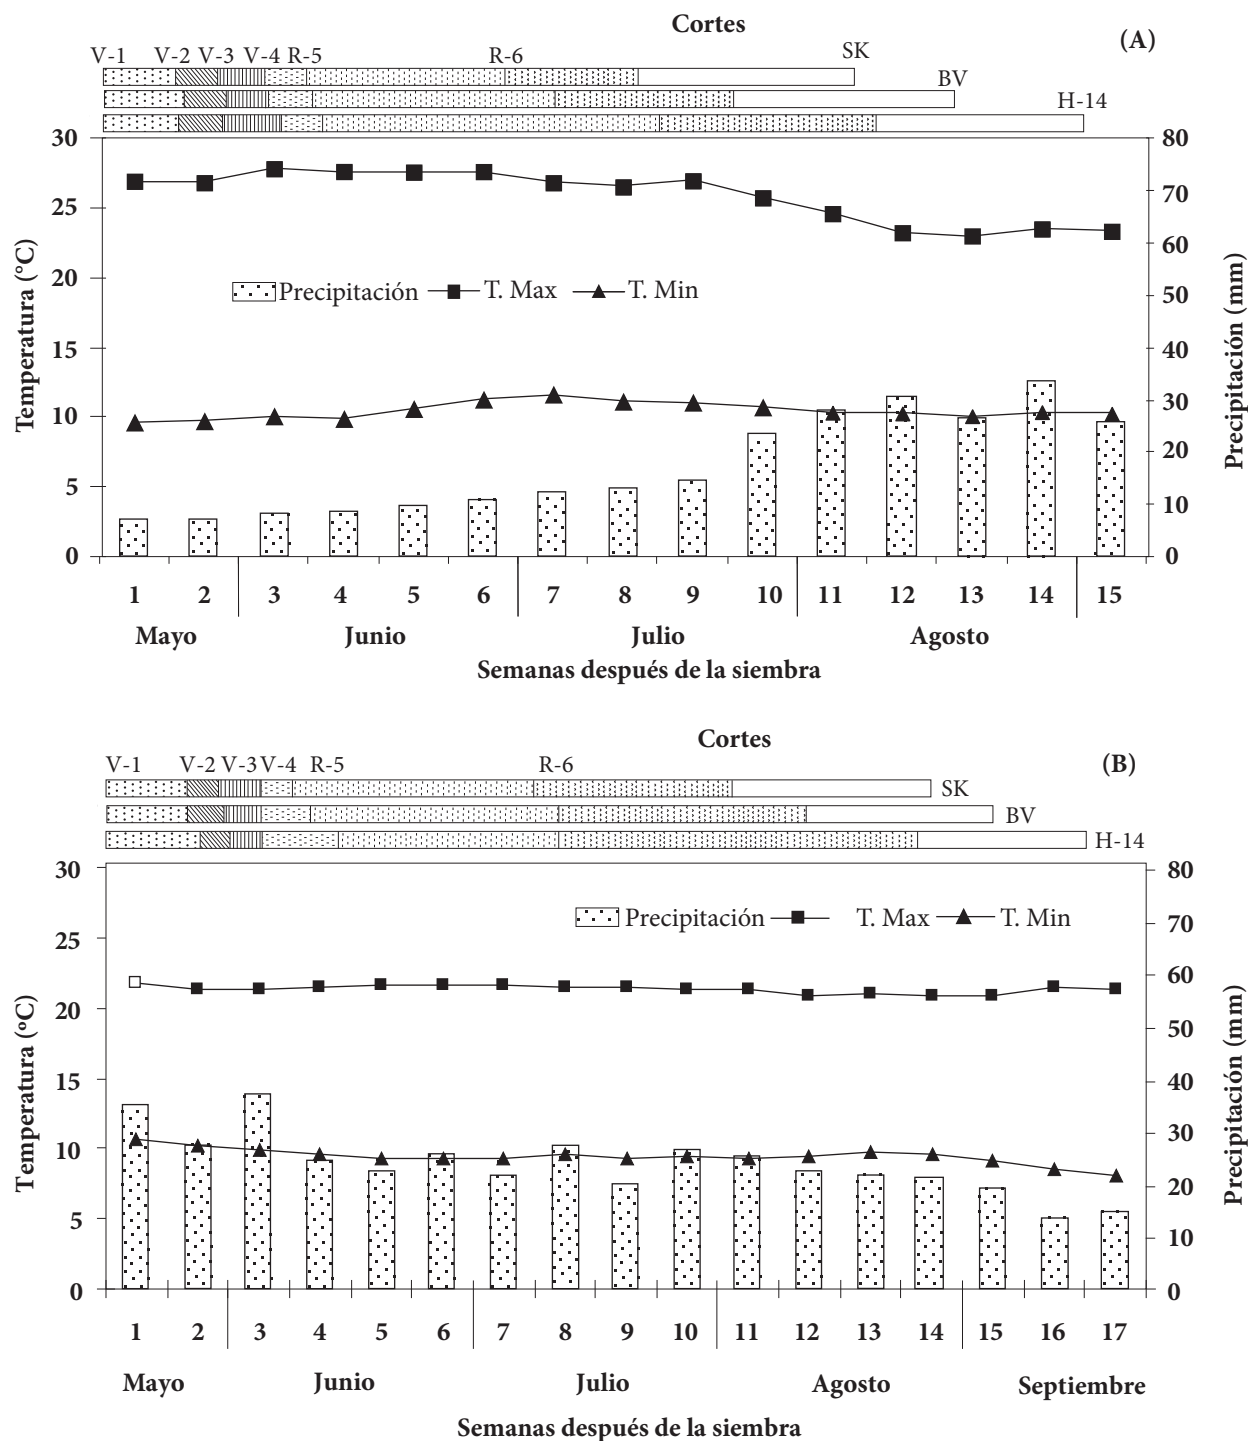 Cortes
(A)
V-1 V-2 V-3 V-4 R-5 R-6 SK
BV
H-14
30 80
25 70
20 60
15 50
10 40
5 30
0 20
10
0
Temperatura (°C)
Precipitación (mm)
Precipitación T. Max T. Min
1 2 3 4 5 6 7 8 9 10 11 12 13 14 15
Mayo Junio Julio Agosto
Semanas después de la siembra
Cortes
(B)
V-1 V-2 V-3 V-4 R-5 R-6
SK
BV
H-14
30 80
25 70
20 60
15 50
10 40
5 30
0 20
10
0
Temperatura (ºC)
Precipitación (mm)
Precipitación T. Max T. Min
1 2 3 4 5 6 7 8 9 10 11 12 13 14 15 16 17
Mayo Junio Julio Agosto Septiembre
Semanas después de la siembra